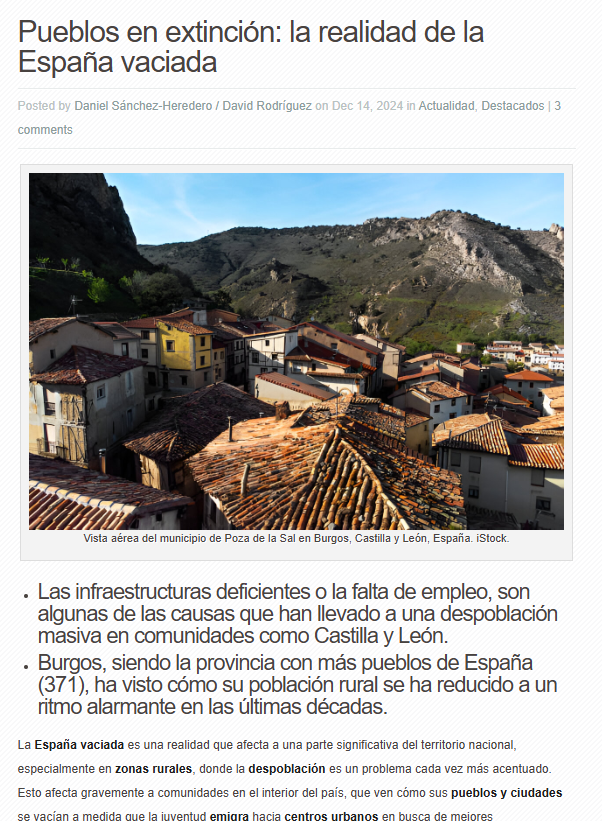 Pueblos en extinción: la realidad de la
España vaciada
Posted by Daniel Sánchez-Heredero / David Rodríguez on Dec 14, 2024 in Actualidad, Destacados | 3
comments
Vista aérea del municipio de Poza de la Sal en Burgos, Castilla y León, España. iStock.
• Las infraestructuras deficientes o la falta de empleo, son
algunas de las causas que han llevado a una despoblación
masiva en comunidades como Castilla y León.
• Burgos, siendo la provincia con más pueblos de España
(371), ha visto cómo su población rural se ha reducido a un
ritmo alarmante en las últimas décadas.
La España vaciada es una realidad que afecta a una parte significativa del territorio nacional,
especialmente en zonas rurales, donde la despoblación es un problema cada vez más acentuado.
Esto afecta gravemente a comunidades en el interior del país, que ven cómo sus pueblos y ciudades
se vacían a medida que la juventud emigra hacia centros urbanos en busca de mejores